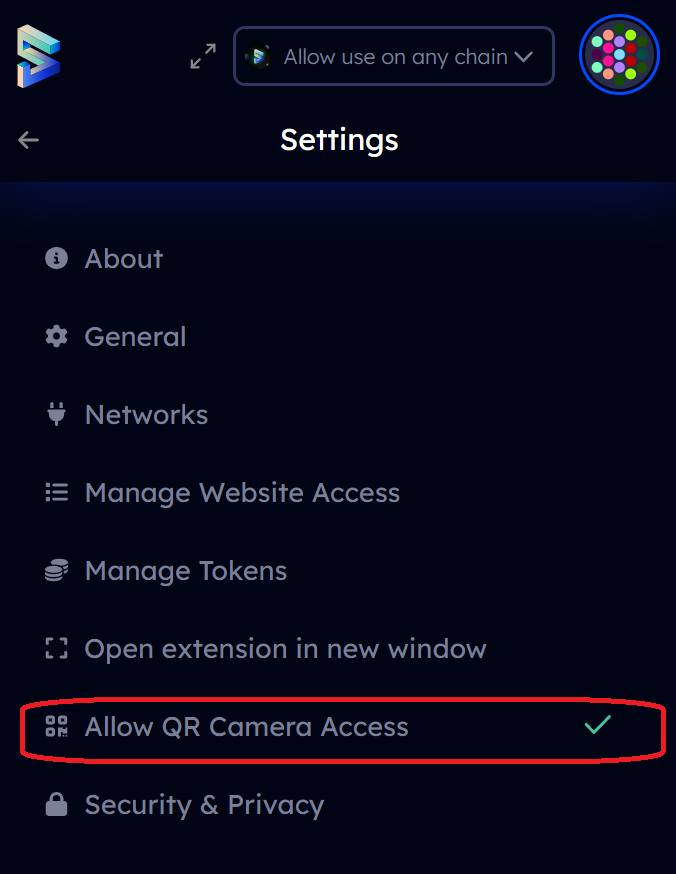 Allow use on any chain
Settings
About
General
Networks
Manage Website Access
Manage Tokens
Open extension in new window
Allow QR Camera Access
Security & Privacy